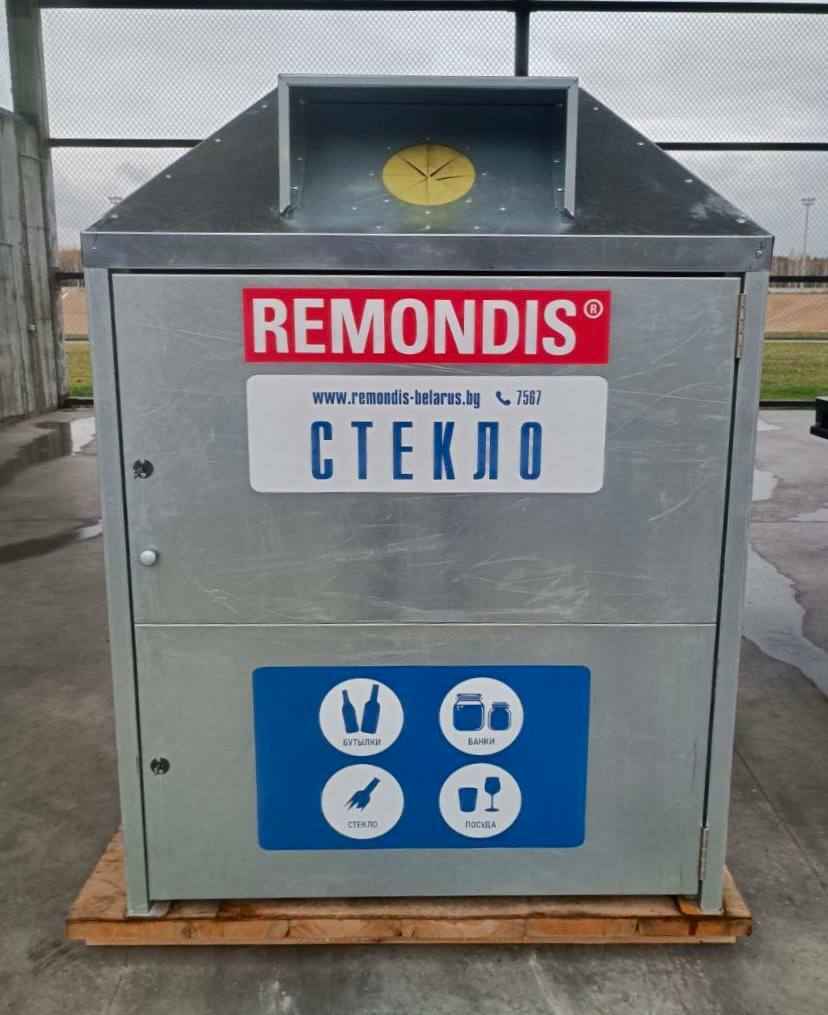 REMONDIS®
www.remondis-belarus.by 7567
СТЕКЛО
БУТЫЛКИ БАНКИ
СТЕКЛО ПОСУДА